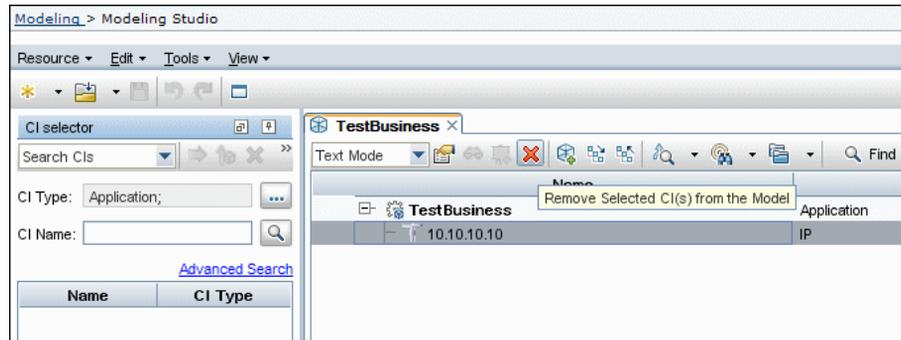 Modeling > Modeling Studio
Resource Edit Tools View
CI selector
Search CIs
»
CI Type: Application; ...
CI Name:
Advanced Search
Name CI Type
TestBusiness
Text Mode Find
Name
Remove Selected CI(s) from the Model
TestBusiness Application
10.10.10.10 IP